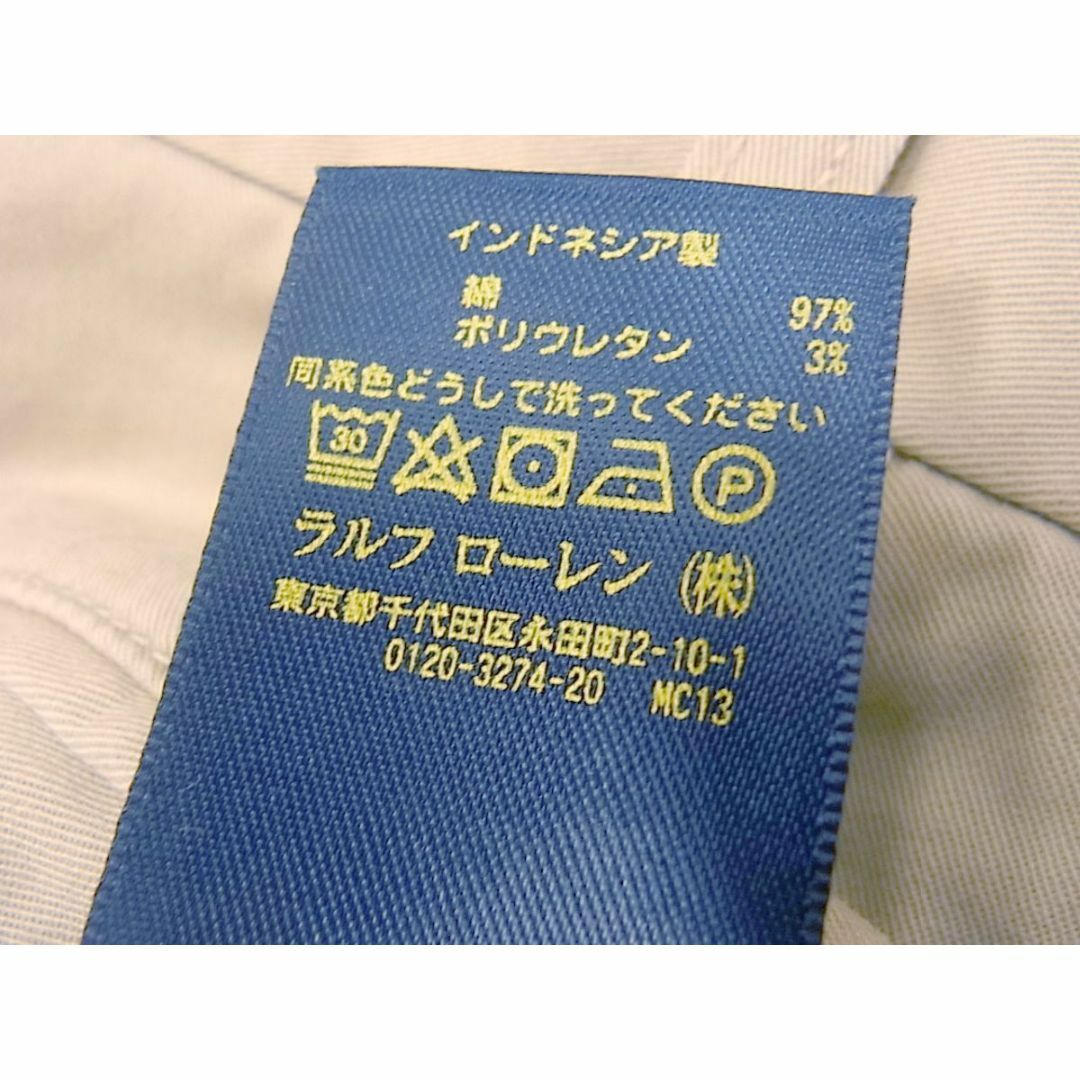 インドネシア製
綿 97%
ポリウレタン 3%
同系色どうしで洗ってください
30 P
ラルフ ローレン (株)
東京都千代田区永田町2-10-1
0120-3274-20 MC13